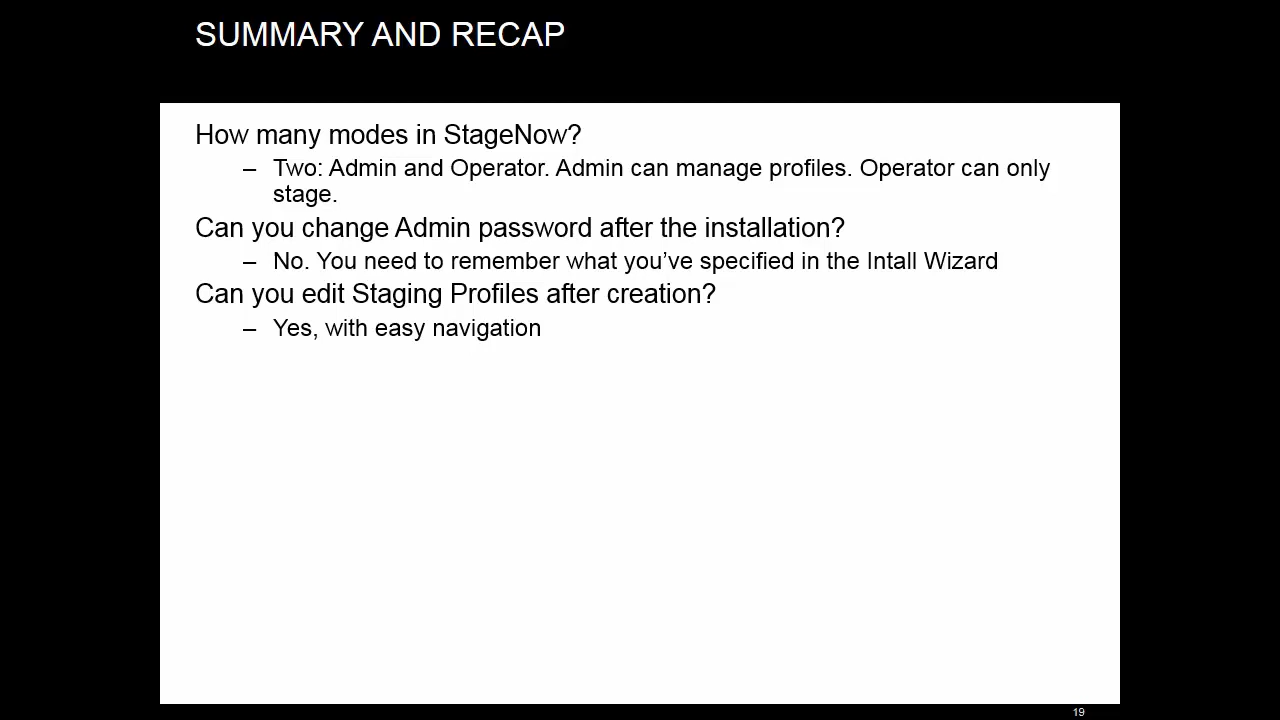 SUMMARY AND RECAP
How many modes in StageNow?
– Two: Admin and Operator. Admin can manage profiles. Operator can only
stage.
Can you change Admin password after the installation?
– No. You need to remember what you’ve specified in the Intall Wizard
Can you edit Staging Profiles after creation?
– Yes, with easy navigation
19